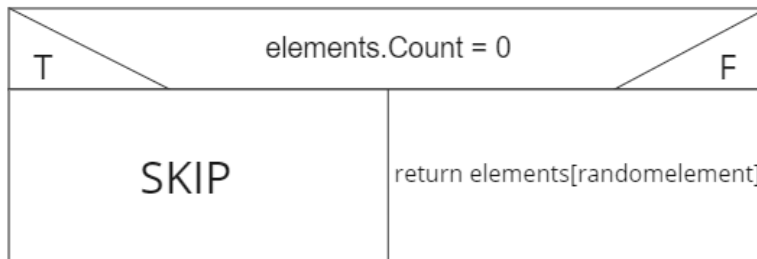 elements.Count = 0
T
F
SKIP
return elements[randomelement]